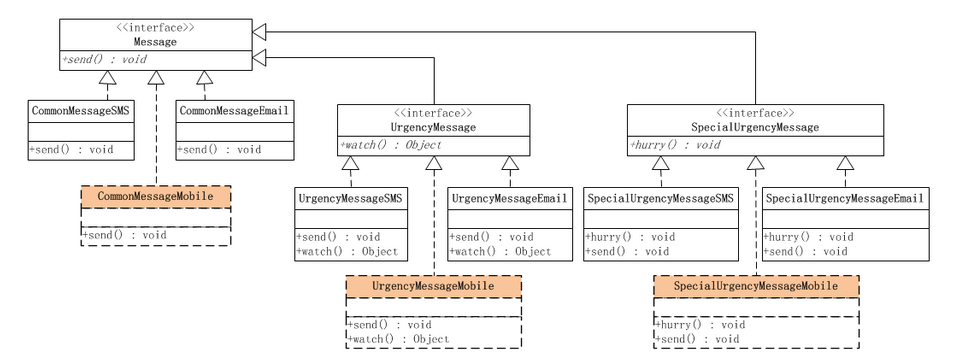 <<interface>>
Message
+send() : void
CommonMessageSMS
+send() : void
CommonMessageEmail
+send() : void
CommonMessageMobile
+send() : void
<<interface>>
UrgencyMessage
+watch() : Object
UrgencyMessageSMS
+send() : void
+watch() : Object
UrgencyMessageEmail
+send() : void
+watch() : Object
UrgencyMessageMobile
+send() : void
+watch() : Object
<<interface>>
SpecialUrgencyMessage
+hurry() : void
SpecialUrgencyMessageSMS
+hurry() : void
+send() : void
SpecialUrgencyMessageEmail
+hurry() : void
+send() : void
SpecialUrgencyMessageMobile
+hurry() : void
+send() : void